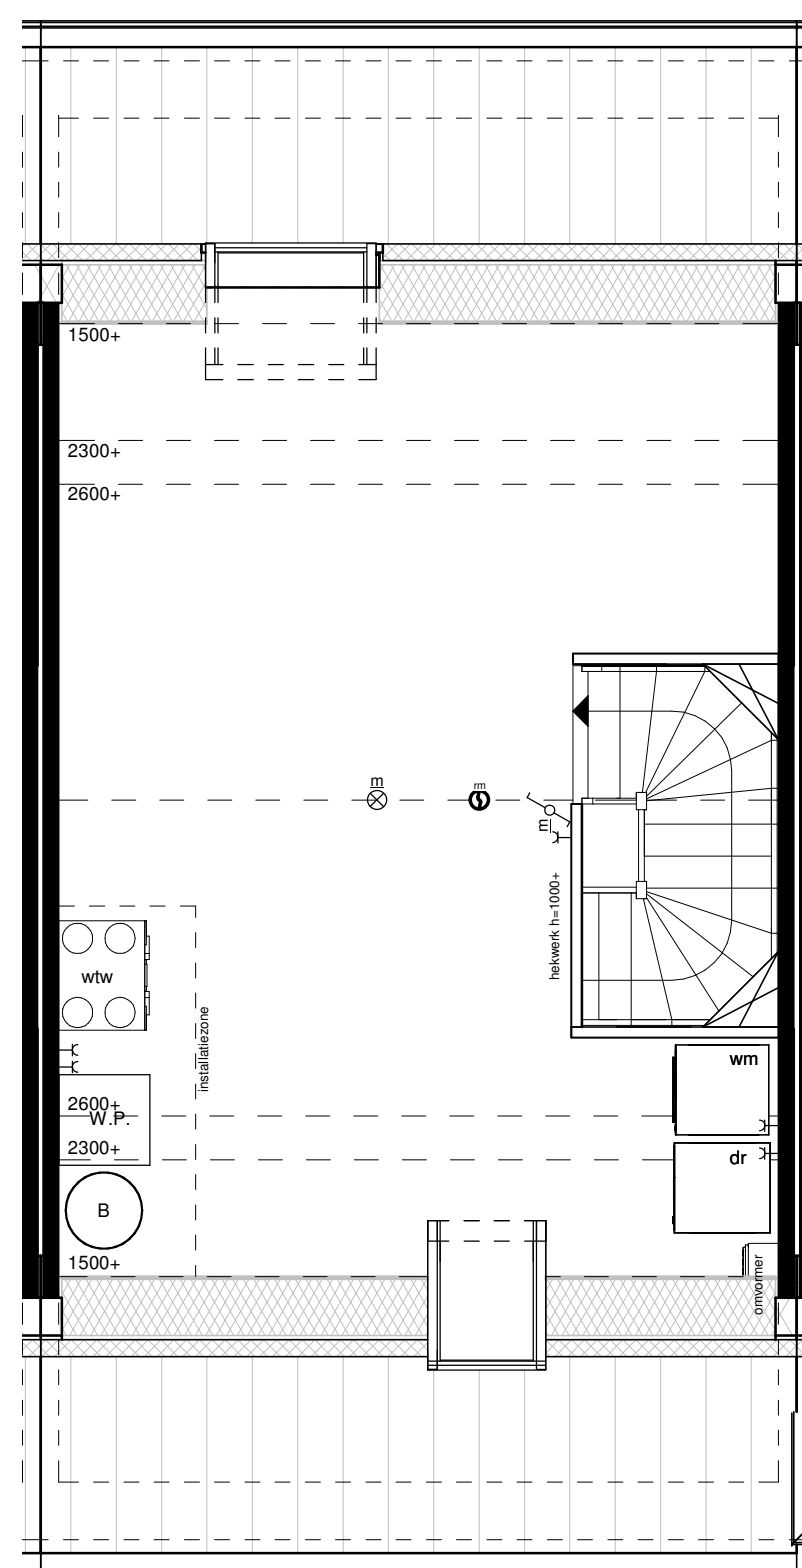 1500+
2300+
2600+
m
rm
m
hekwerk h=1000+
wtw
installatiezone
wm
2600+
W.P.
2300+
dr
B
1500+
omvormer